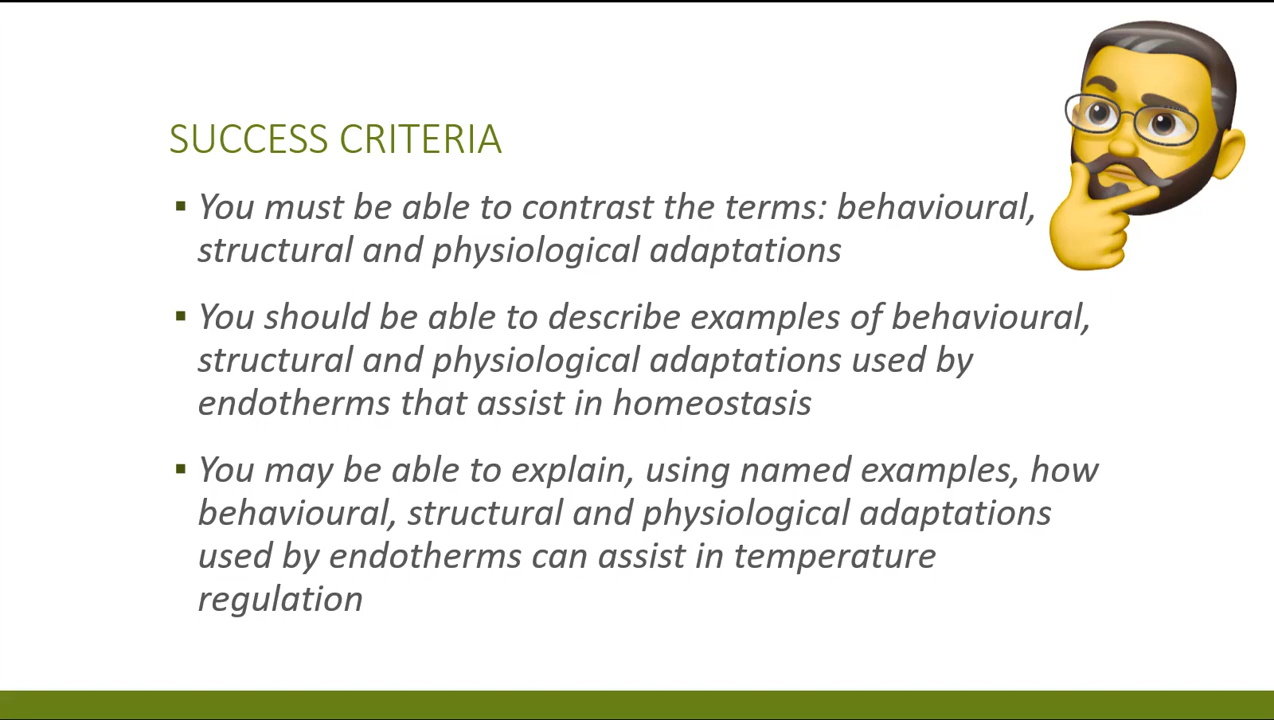 SUCCESS CRITERIA
▪ You must be able to contrast the terms: behavioural,
structural and physiological adaptations
▪ You should be able to describe examples of behavioural,
structural and physiological adaptations used by
endotherms that assist in homeostasis
▪ You may be able to explain, using named examples, how
behavioural, structural and physiological adaptations
used by endotherms can assist in temperature
regulation